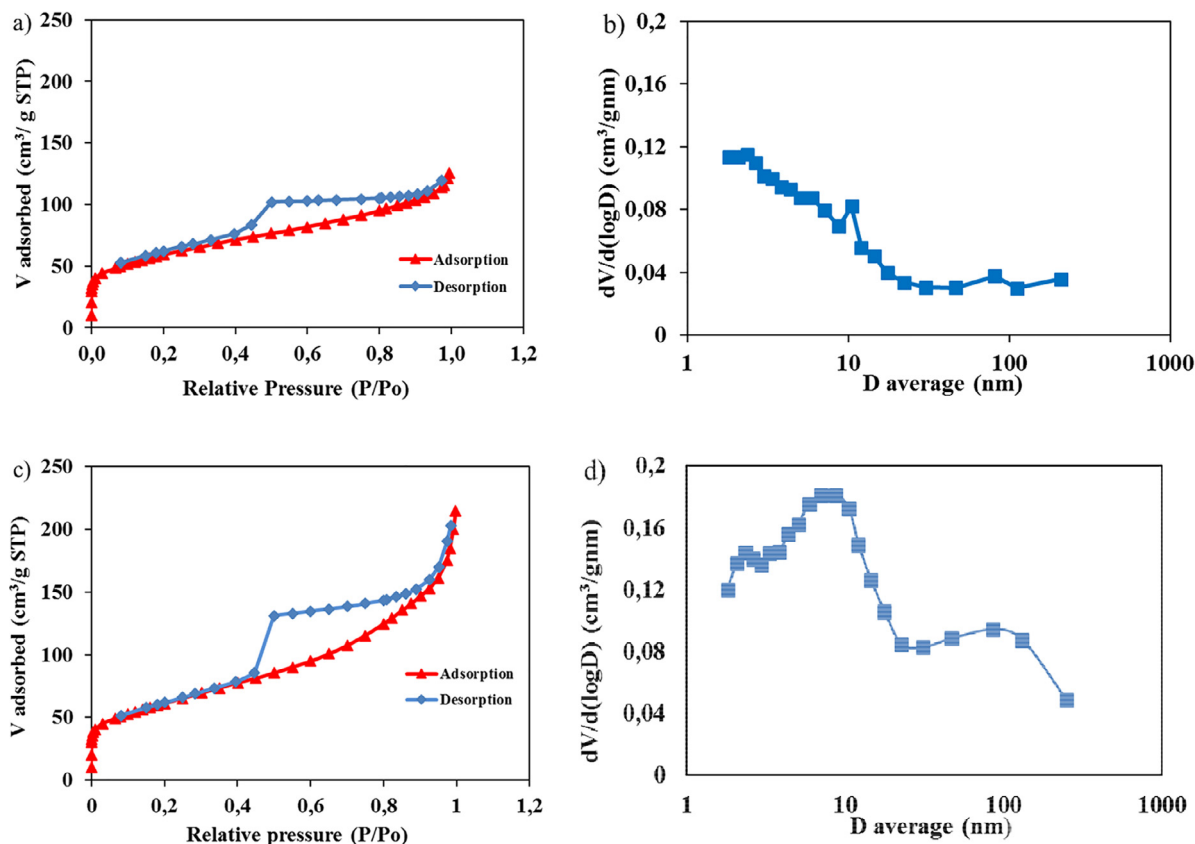 a)
V adsorbed (cm³/ g STP)
250
200
150
100
50
0
0,0 0,2 0,4 0,6 0,8 1,0 1,2
Relative Pressure (P/Po)
Adsorption
Desorption
b)
dV/d(logD) (cm³/gnm)
0,2
0,16
0,12
0,08
0,04
0
1 10 100 1000
D average (nm)
c)
V adsorbed (cm³/g STP)
250
200
150
100
50
0
0 0,2 0,4 0,6 0,8 1 1,2
Relative pressure (P/Po)
Adsorption
Desorption
d)
dV/d(logD) (cm³/gnm)
0,2
0,16
0,12
0,08
0,04
0
1 10 100 1000
D average (nm)